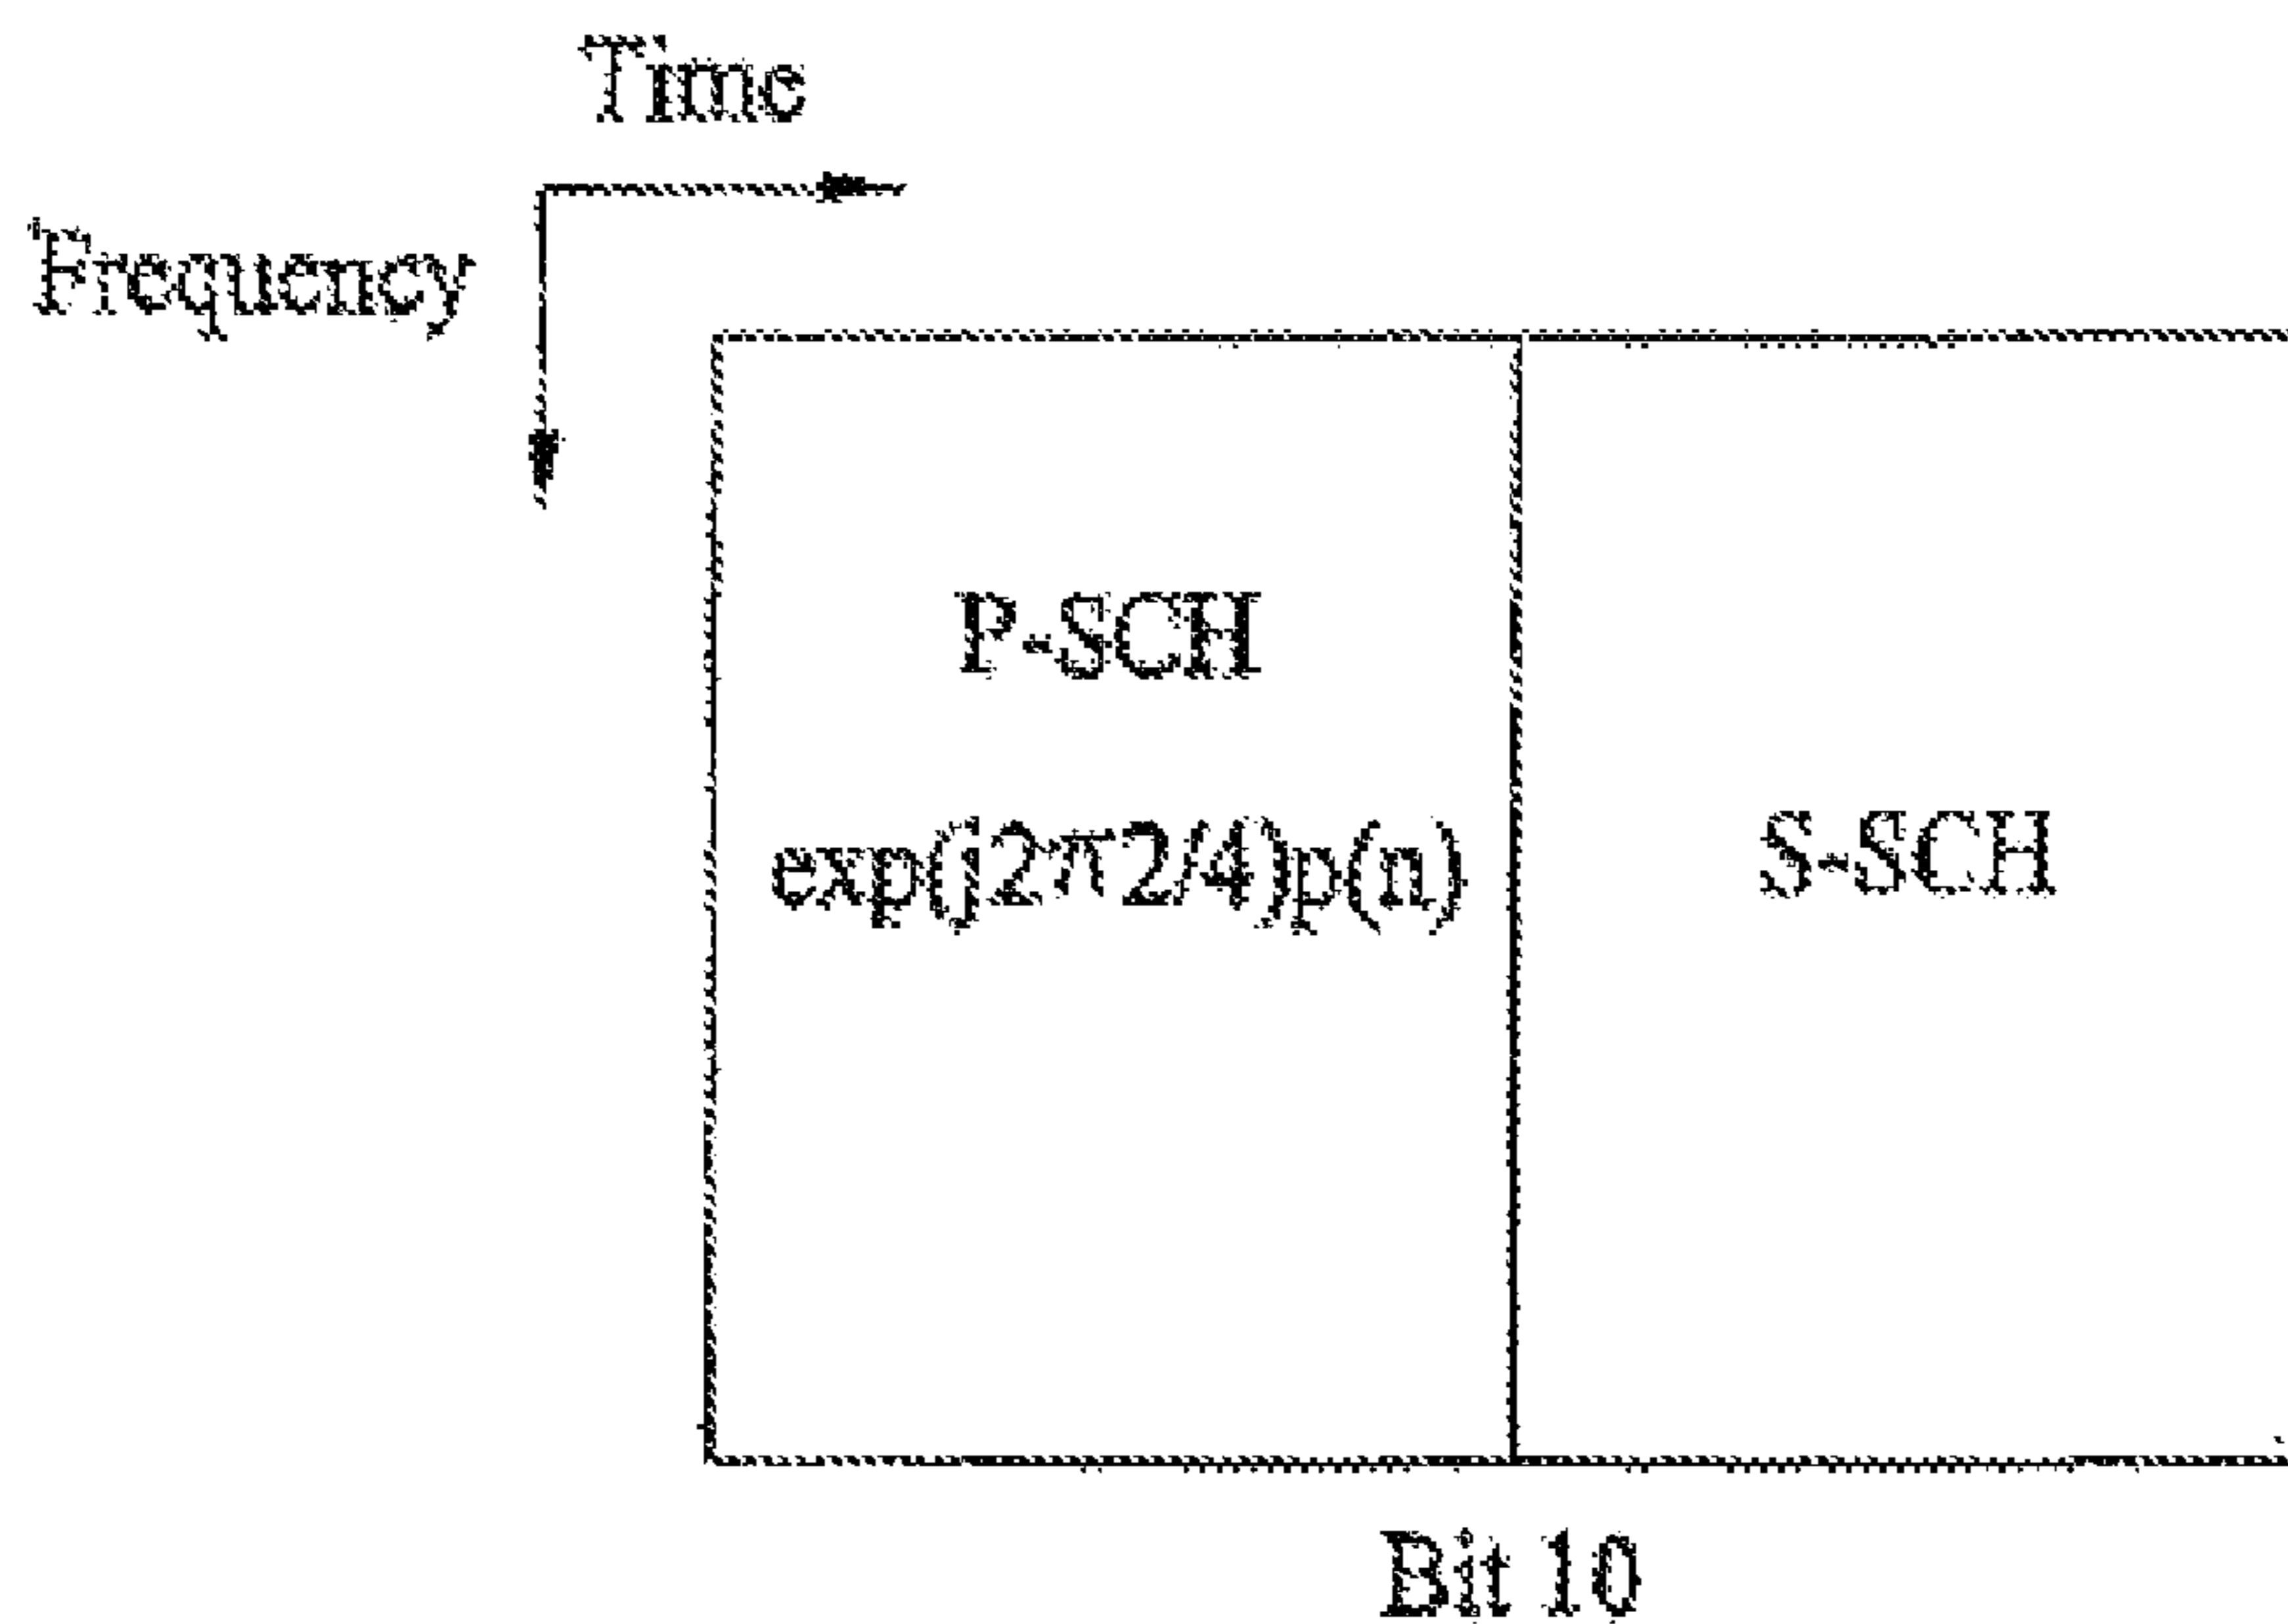 Time
Frequency
P-SCH
exp(j2π2/4)p(n)
S-SCH
Bit 10